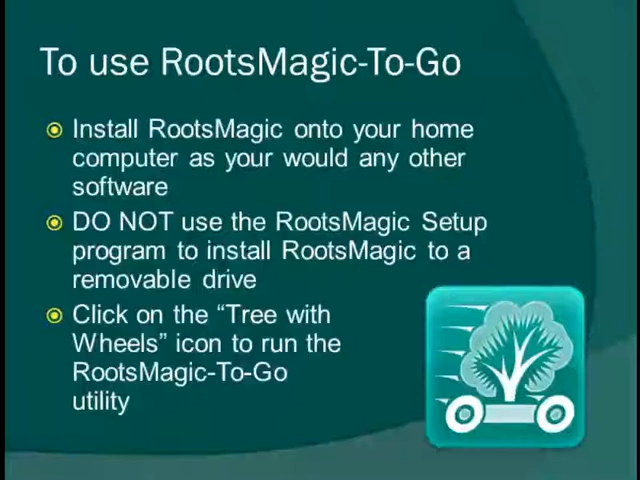 To use RootsMagic-To-Go
Install RootsMagic onto your home
computer as your would any other
software
DO NOT use the RootsMagic Setup
program to install RootsMagic to a
removable drive
Click on the “Tree with
Wheels” icon to run the
RootsMagic-To-Go
utility